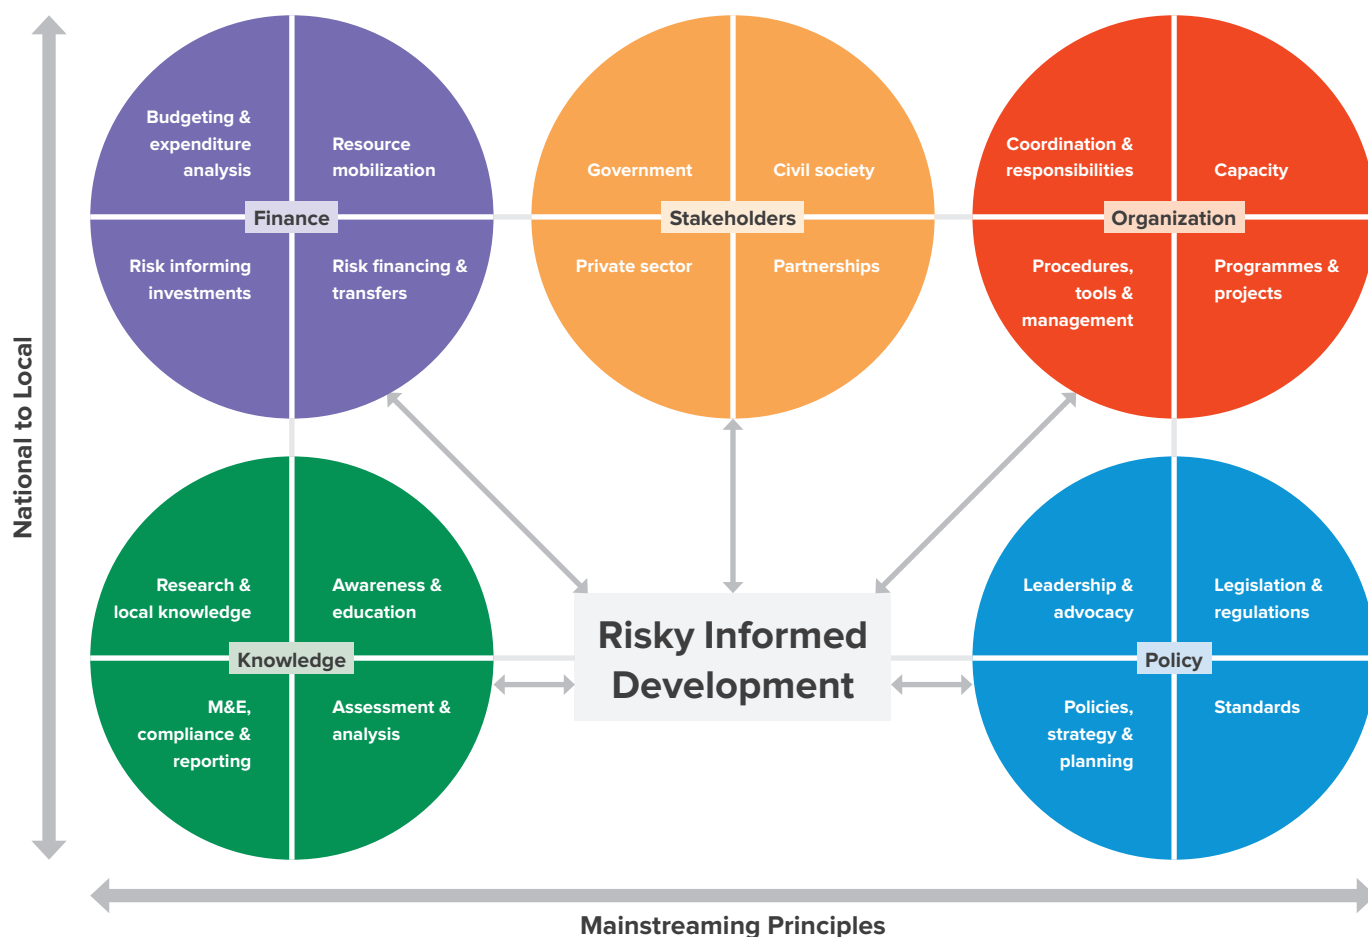 National to Local
Budgeting &
expenditure
analysis
Resource
mobilization
Finance
Risk informing
investments
Risk financing &
transfers
Government
Civil society
Stakeholders
Private sector
Partnerships
Coordination &
responsibilities
Capacity
Organization
Procedures,
tools &
management
Programmes &
projects
Research &
local knowledge
Awareness &
education
Knowledge
M&E,
compliance &
reporting
Assessment &
analysis
Risky Informed
Development
Leadership &
advocacy
Legislation &
regulations
Policy
Policies,
strategy &
planning
Standards
Mainstreaming Principles